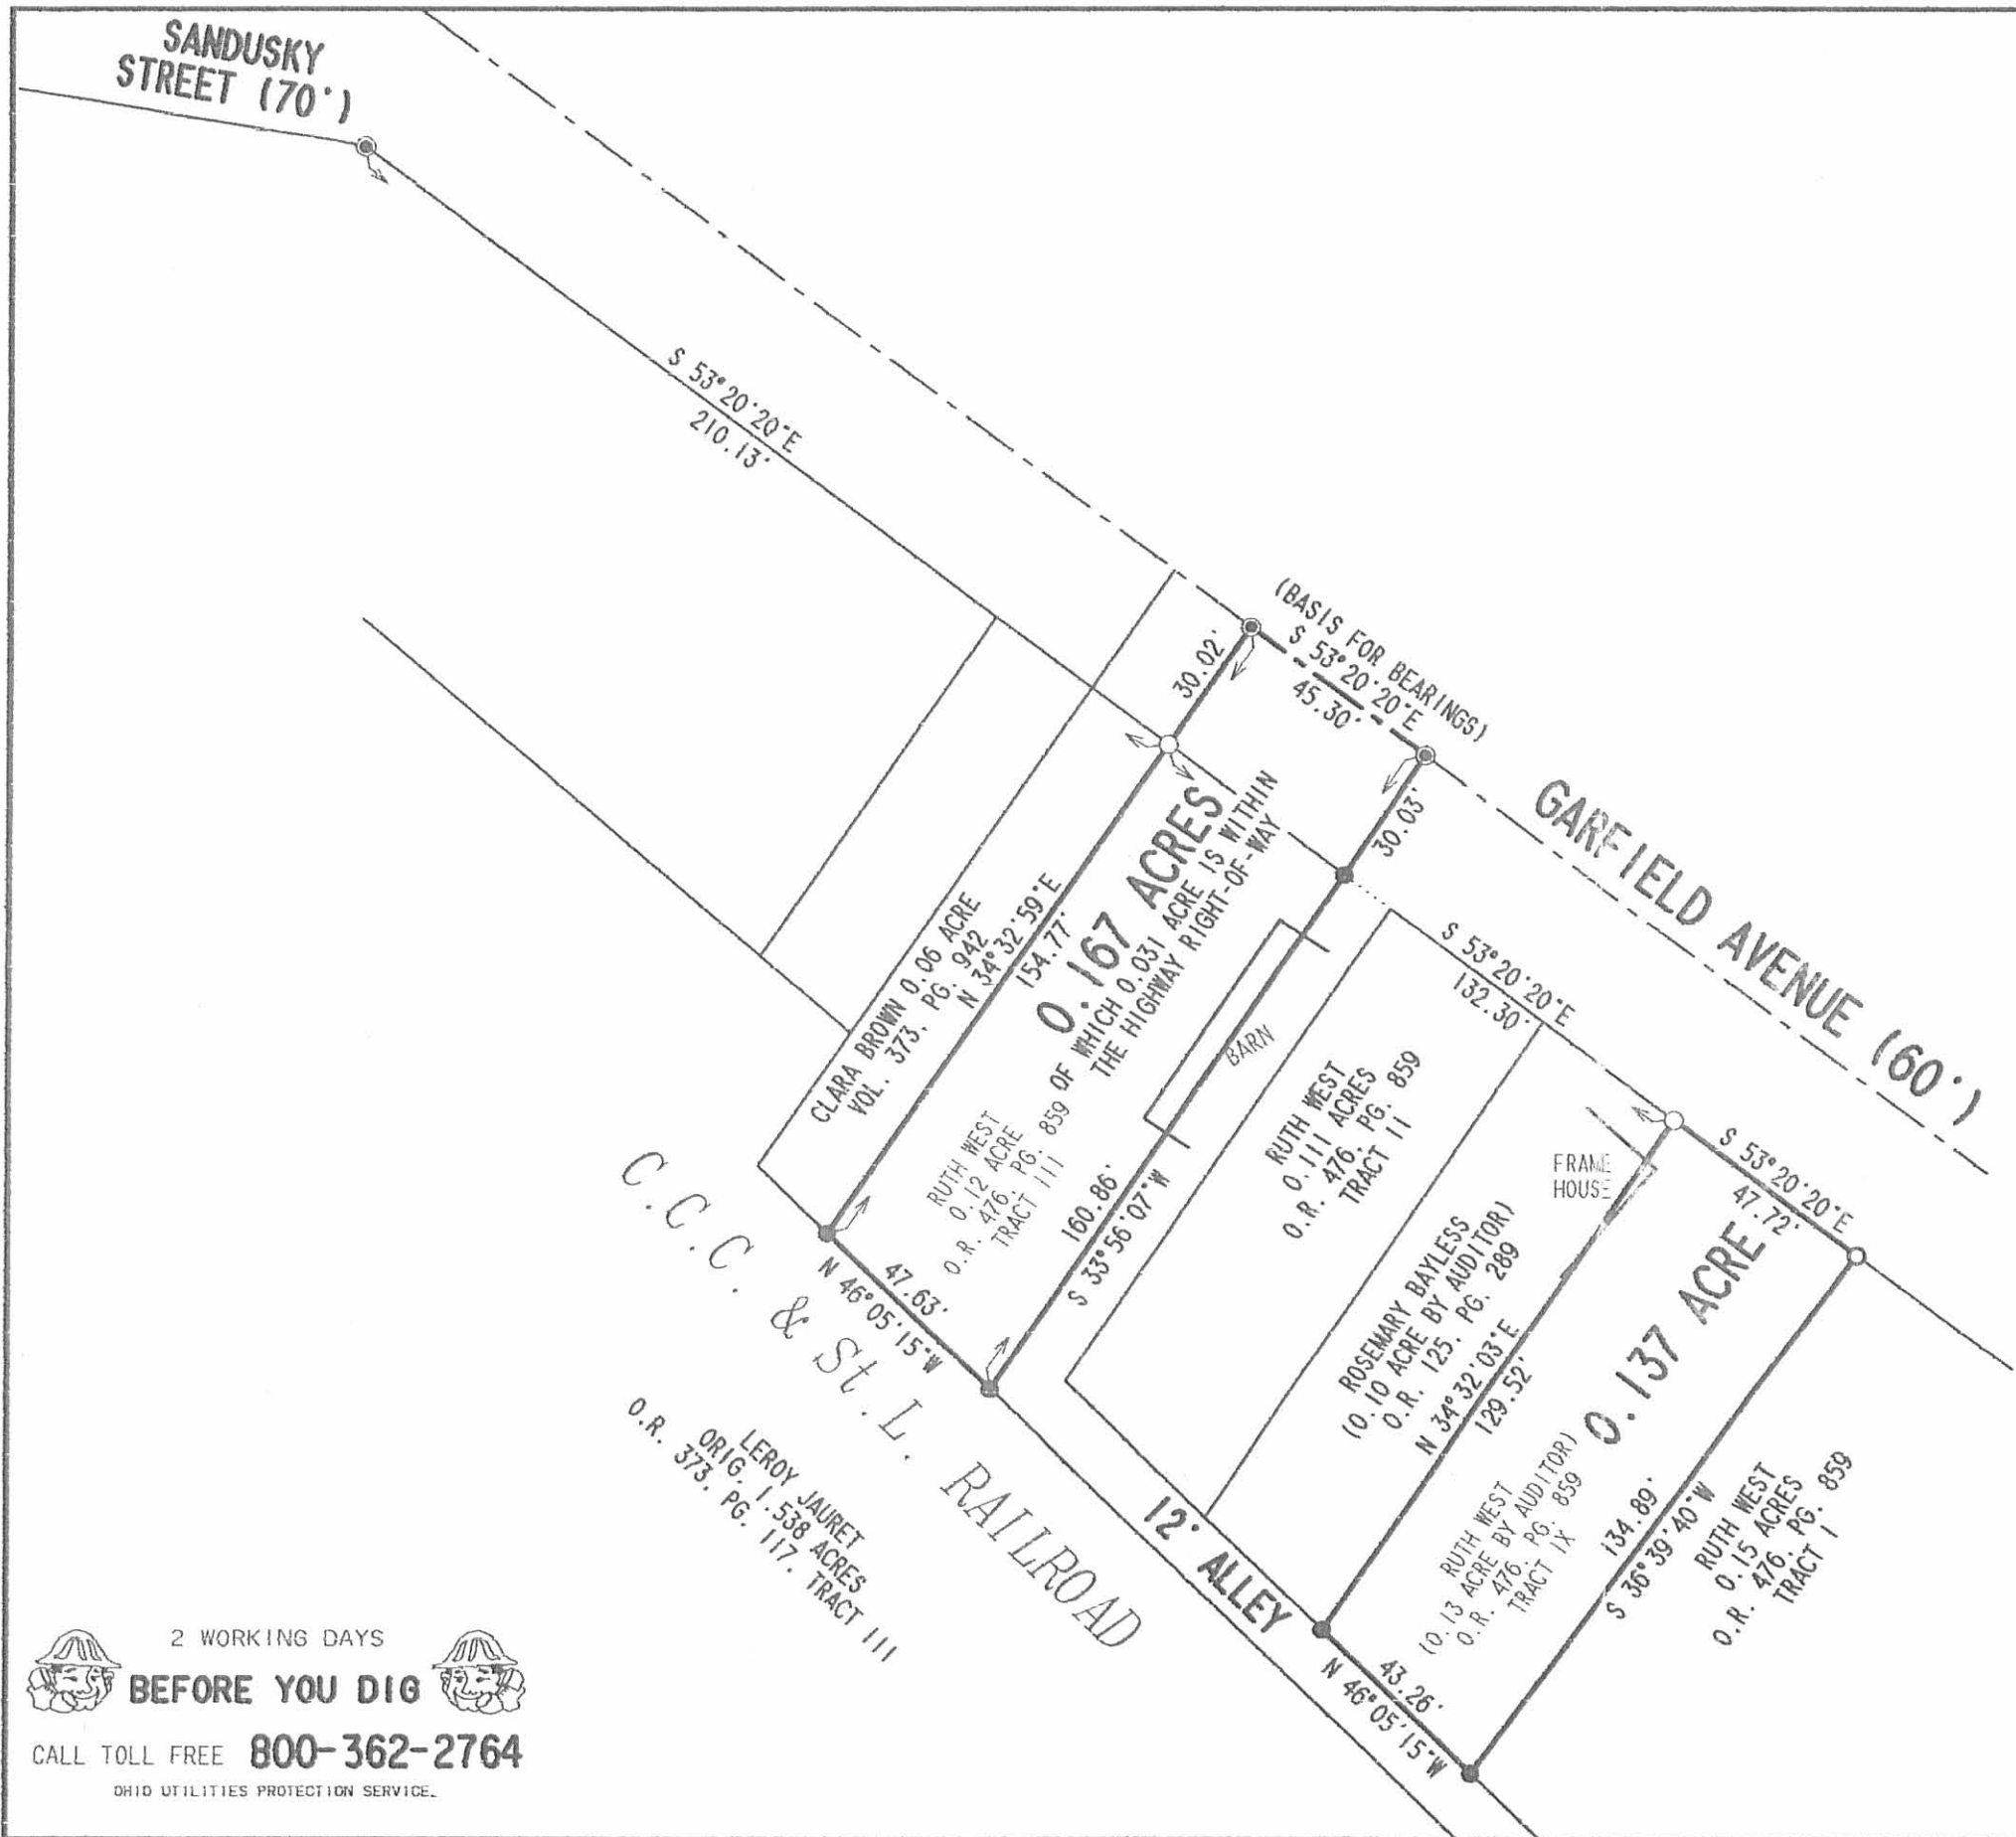 SANDUSKY
STREET (70')
S 53°20'20"E
210.13'
(BASIS FOR BEARINGS)
S 53°20'20"E
45.30'
30.02'
30.03'
GARFIELD AVENUE (60')
CLARA BROWN 0.06 ACRE
VOL. 373, PG. 942
N 34°32'59"E
154.77'
0.167 ACRES
OF WHICH 0.031 ACRE IS WITHIN
THE HIGHWAY RIGHT-OF-WAY
RUTH WEST
0.12 ACRE
O.R. 476, PG. 859
TRACT III
BARN
160.86'
S 33°56'07"W
47.63'
N 46°05'15"W
S 53°20'20"E
132.30'
RUTH WEST
0.111 ACRES
O.R. 476, PG. 859
TRACT II
ROSEMARY BAYLESS
(0.10 ACRE BY AUDITOR)
O.R. 125, PG. 289
N 34°32'03"E
129.52'
FRAME
HOUSE
S 53°20'20"E
47.72'
0.137 ACRE
RUTH WEST
(0.13 ACRE BY AUDITOR)
O.R. 476, PG. 859
TRACT IX
134.89'
S 36°39'40"W
RUTH WEST
0.15 ACRES
O.R. 476, PG. 859
TRACT I
43.26'
N 46°05'15"W
12' ALLEY
C.C.C. & St. L. RAILROAD
LEROY JAURET
ORIG. 1.538 ACRES
O.R. 373, PG. 117, TRACT III
2 WORKING DAYS
BEFORE YOU DIG
CALL TOLL FREE 800-362-2764
OHIO UTILITIES PROTECTION SERVICE.